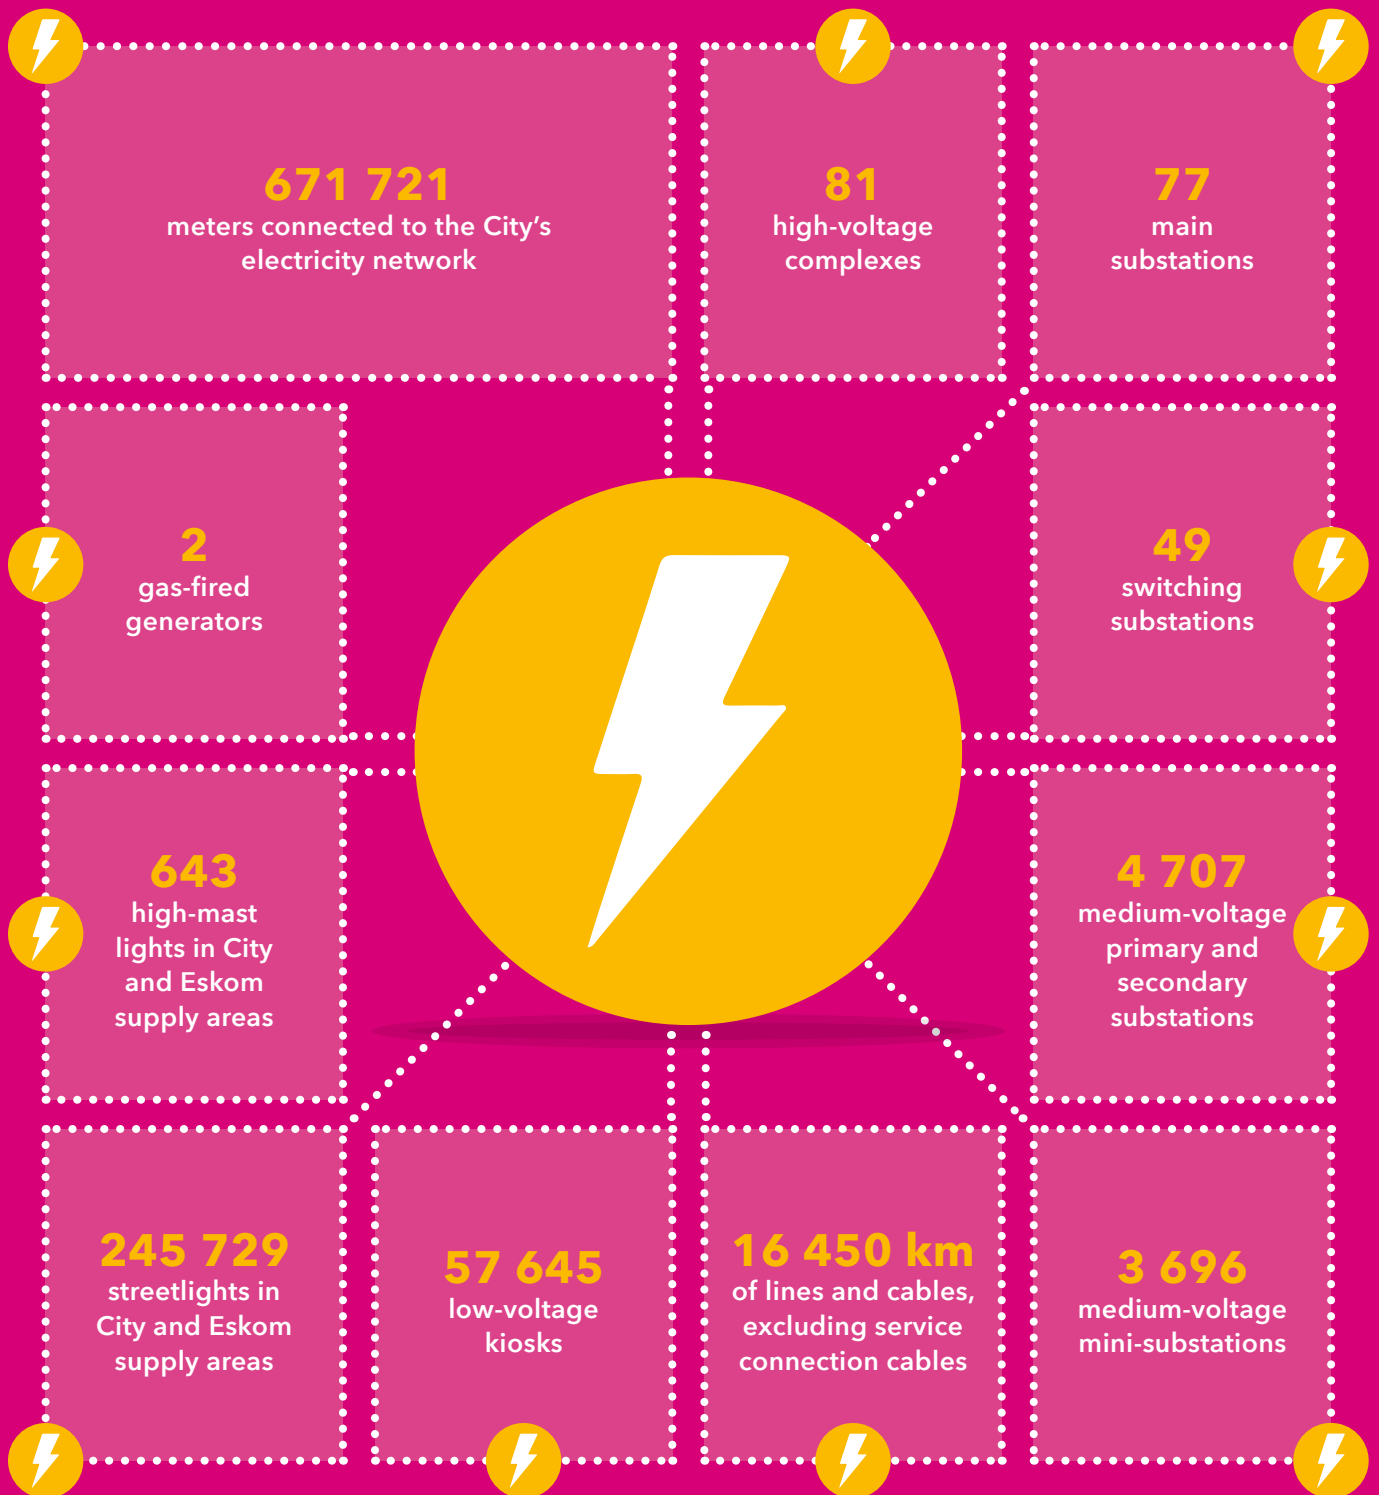 671 721
meters connected to the City’s
electricity network
81
high-voltage
complexes
77
main
substations
2
gas-fired
generators
49
switching
substations
643
high-mast
lights in City
and Eskom
supply areas
4 707
medium-voltage
primary and
secondary
substations
245 729
streetlights in
City and Eskom
supply areas
57 645
low-voltage
kiosks
16 450 km
of lines and cables,
excluding service
connection cables
3 696
medium-voltage
mini-substations